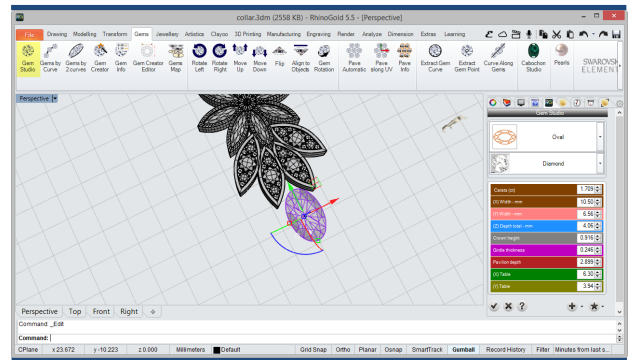 collar.3dm (2558 KB) - RhinoGold 5.5 - [Perspective]
File Drawing Modelling Transform Gems Jewellery Artistics Clayoo 3D Printing Manufacturing Engraving Render Analyze Dimension Extras Learning
Gem Studio
Gems by Curve
Gems by 2 curves
Gem Creator
Gem Info
Gem Creator Editor
Gems Map
Rotate Left
Rotate Right
Move Up
Move Down
Flip
Align to Objects
Gem Rotation
Pave Automatic
Pave along UV
Pave Info
Extract Gem Curve
Extract Gem Point
Curve Along Gems
Cabochon Studio
Pearls
SWAROVSK
ELEMENT
Perspective
Gem Studio
Oval
Diamond
Carats (ct) 1.709
(X) Width - mm 10.50
(Y) Width - mm 6.56
(Z) Depth total - mm 4.06
Crown height 0.916
Girdle thickness 0.246
Pavilion depth 2.899
(X) Table 6.30
(Y) Table 3.94
Perspective Top Front Right
Command: _Edit
Command:
CPlane x 23.672 y -10.223 z 0.000 Millimeters Default Grid Snap Ortho Planar Osnap SmartTrack Gumball Record History Filter Minutes from last s...